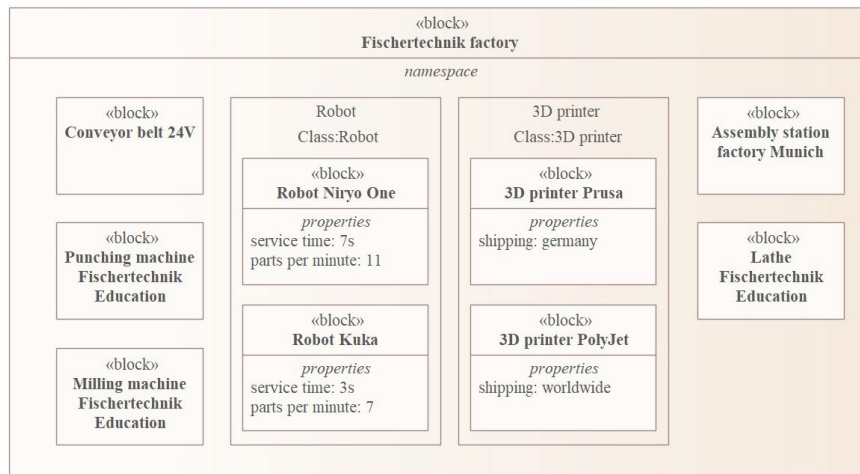 «block»
Fischertechnik factory
namespace
«block»
Conveyor belt 24V
«block»
Punching machine
Fischertechnik
Education
«block»
Milling machine
Fischertechnik
Education
Robot
Class:Robot
«block»
Robot Niryo One
properties
service time: 7s
parts per minute: 11
«block»
Robot Kuka
properties
service time: 3s
parts per minute: 7
3D printer
Class:3D printer
«block»
3D printer Prusa
properties
shipping: germany
«block»
3D printer PolyJet
properties
shipping: worldwide
«block»
Assembly station
factory Munich
«block»
Lathe
Fischertechnik
Education